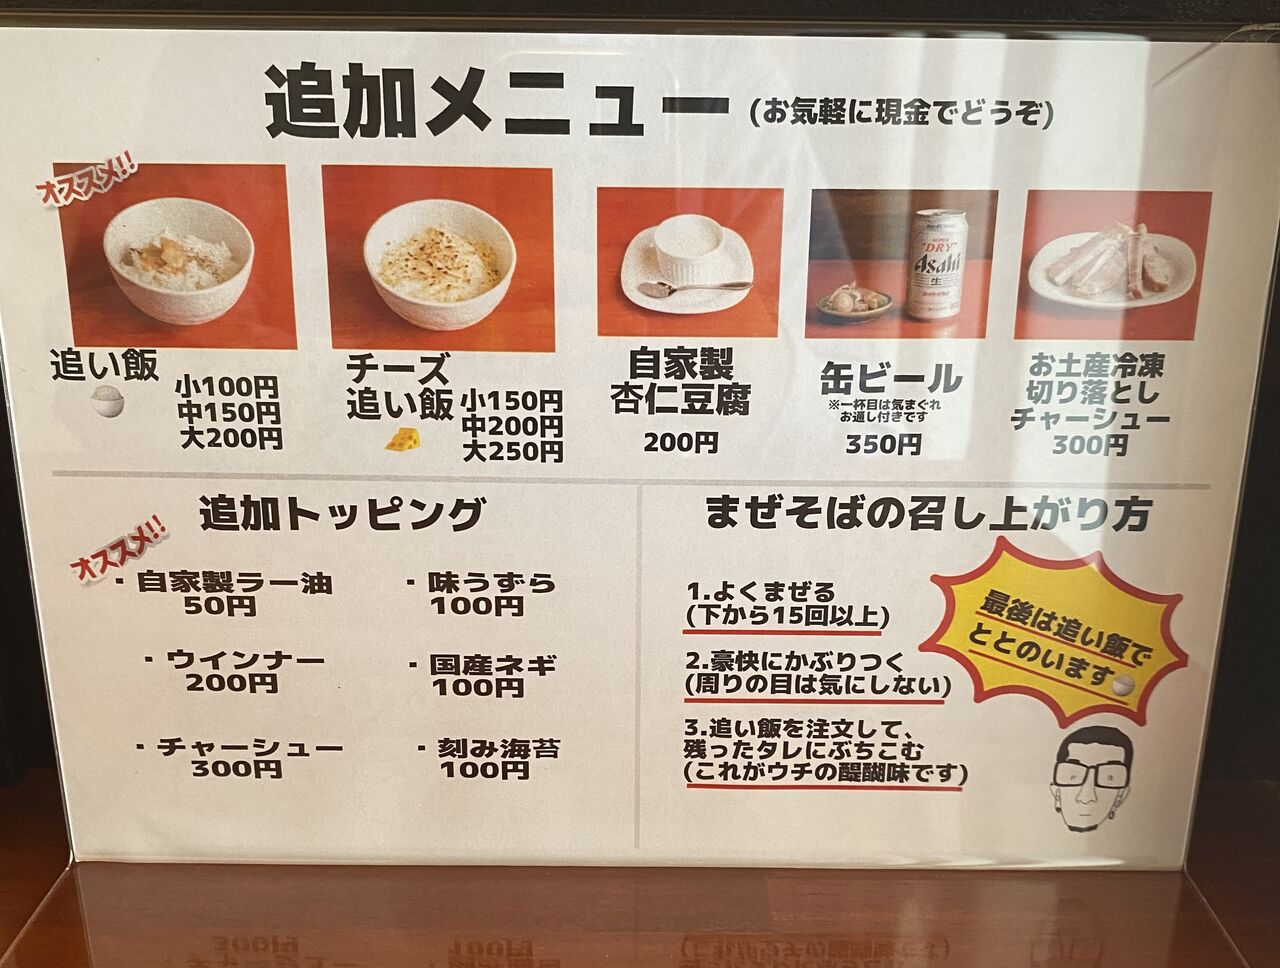 追加メニュー (お気軽に現金でどうぞ)
オススメ!!
追い飯
小100円
中150円
大200円
チーズ
追い飯
小150円
中200円
大250円
自家製
杏仁豆腐
200円
SUPER
"DRY"
Asahi
生
缶ビール
※一杯目は気まぐれ
お通し付きです
350円
お土産冷凍
切り落とし
チャーシュー
300円
追加トッピング
オススメ!!
・自家製ラー油
50円
・味うずら
100円
・ウインナー
200円
・国産ネギ
100円
・チャーシュー
300円
・刻み海苔
100円
まぜそばの召し上がり方
1.よくまぜる
(下から15回以上)
2.豪快にかぶりつく
(周りの目は気にしない)
3.追い飯を注文して、
残ったタレにぶちこむ
(これがウチの醍醐味です)
最後は追い飯で
ととのいます